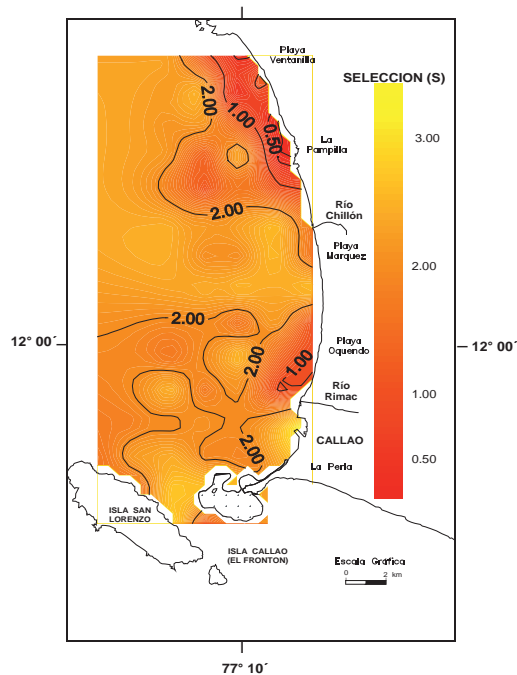 Playa
Ventanilla
SELECCION (S)
2.00
1.00
0.50
3.00
La
Pampilla
2.00
Río
Chillón
Playa
Marquez
2.00
2.00
2.00
1.00
Playa
Oquendo
12° 00´
12° 00´
Río
Rimac
1.00
2.00
CALLAO
0.50
La Perla
ISLA SAN
LORENZO
ISLA CALLAO
(EL FRONTON)
Escala Gráfica
0 2 km
77° 10´